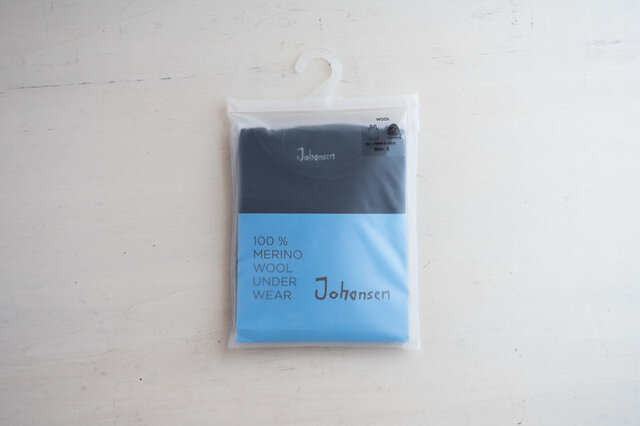 WOOL
Johansen
100 %
MERINO
WOOL
UNDER
WEAR
Johansen